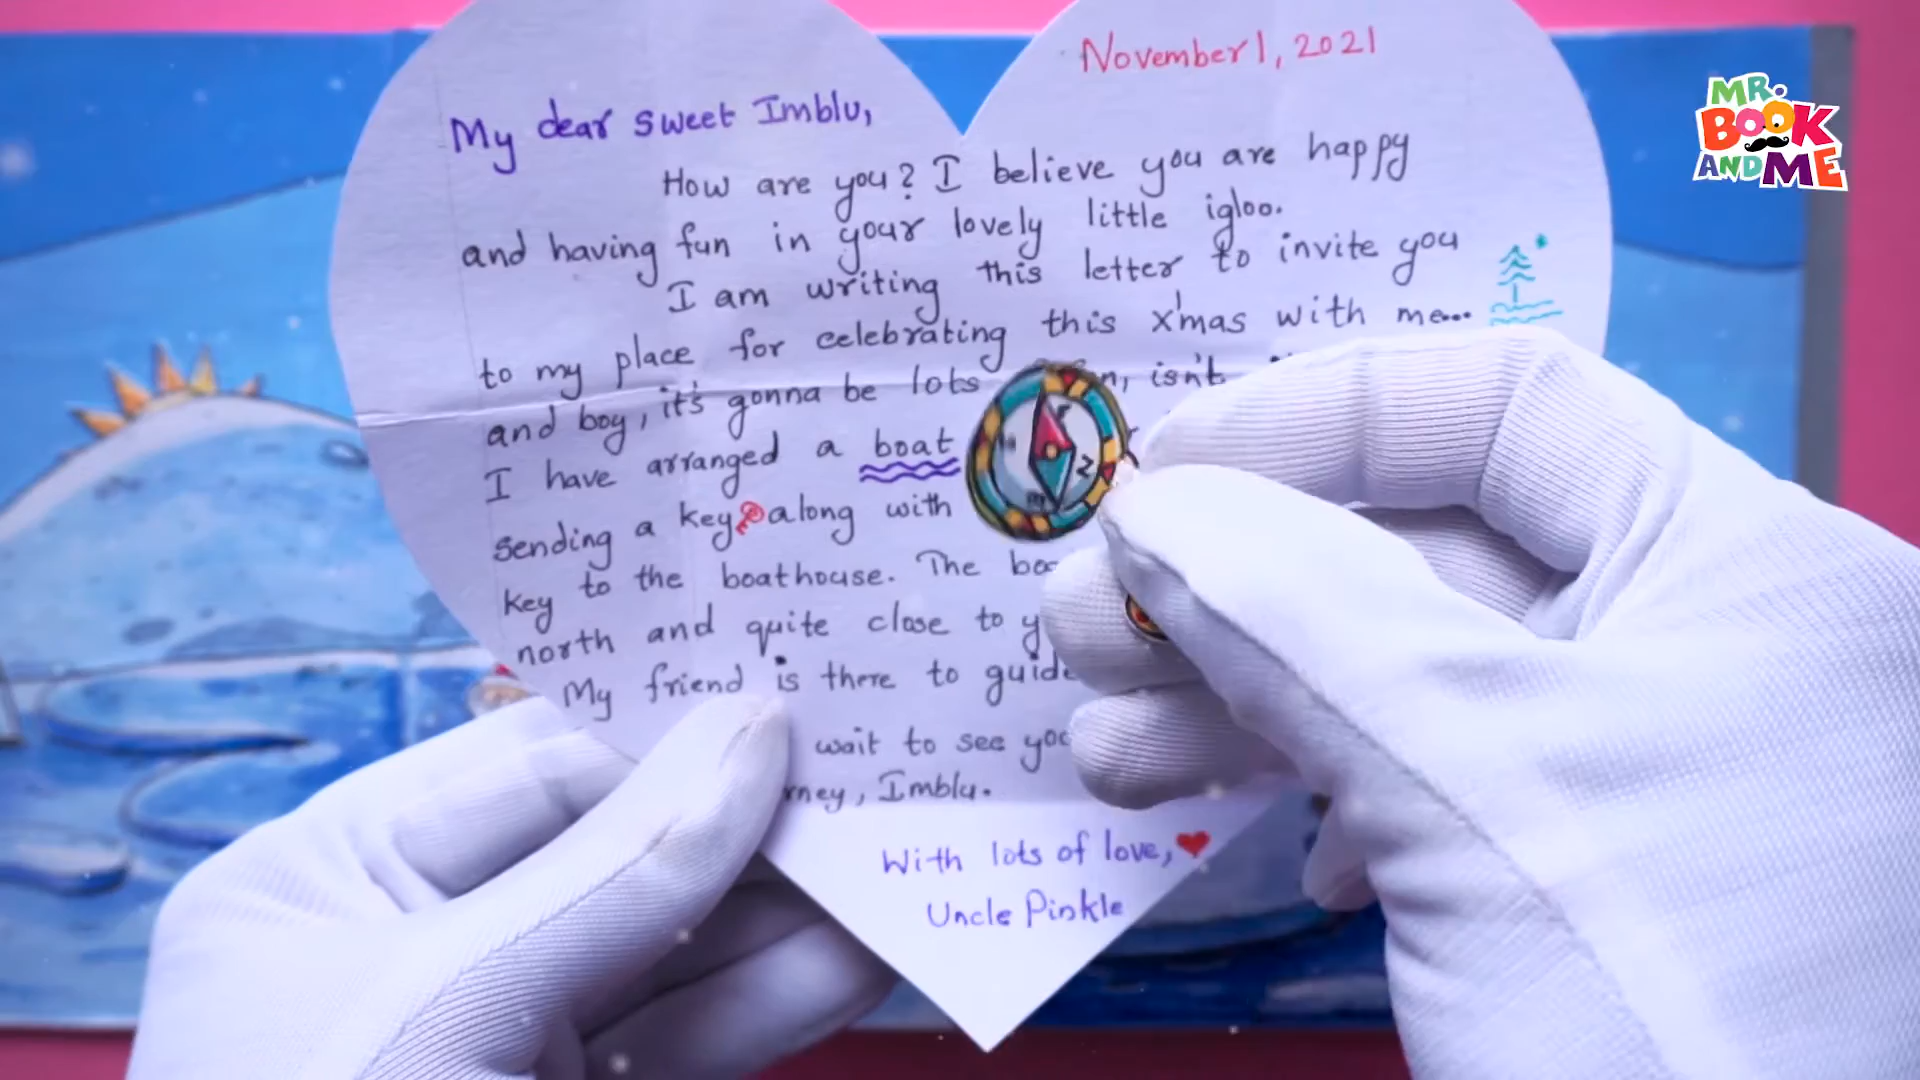 November 1, 2021
MR.
BOOK
AND ME
My dear sweet Imblu,
How are you? I believe you are happy
and having fun in your lovely little igloo.
I am writing this letter to invite you
to my place for celebrating this x'mas with me...
and boy, it's gonna be lots isn't
I have arranged a boat
sending a key along with
key to the boathouse. The
north and quite close to
My friend is there to
wait to see
Imblu.
With lots of love,
Uncle Pinkle